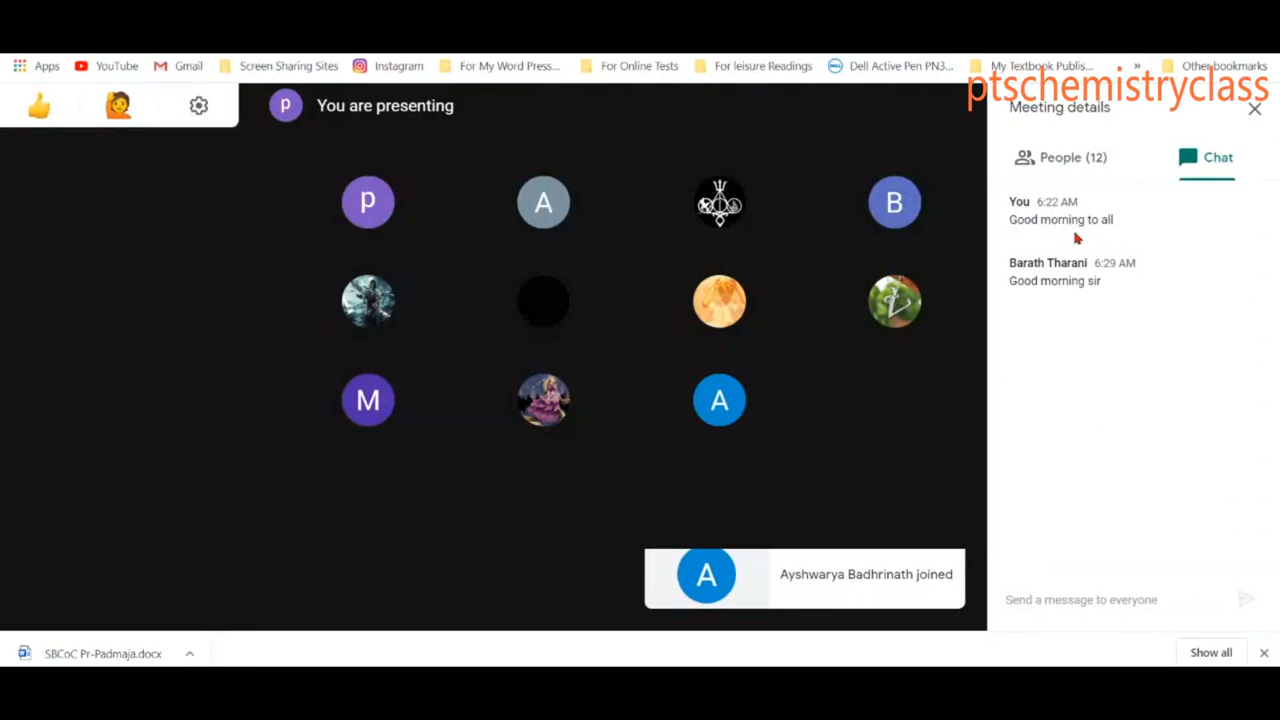 Apps YouTube Gmail Screen Sharing Sites Instagram For My Word Press... For Online Tests For leisure Readings Dell Active Pen PN3... My Textbook Publis... » Other bookmarks
ptschemistryclass
p You are presenting
Meeting details
People (12) Chat
p A B
You 6:22 AM
Good morning to all
Barath Tharani 6:29 AM
Good morning sir
M A
A Ayshwarya Badhrinath joined
Send a message to everyone
SBCoC Pr-Padmaja.docx Show all